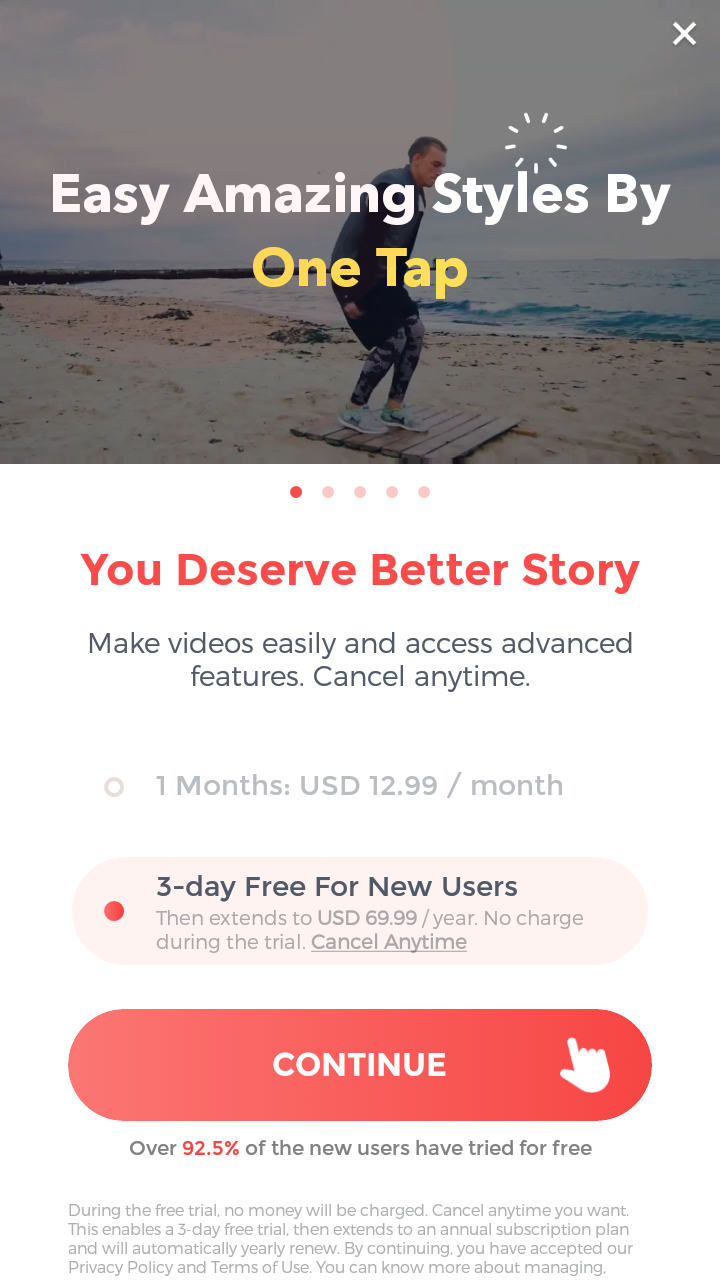 Easy Amazing Styles By
One Tap
You Deserve Better Story
Make videos easily and access advanced
features. Cancel anytime.
1 Months: USD 12.99 / month
3-day Free For New Users
Then extends to USD 69.99 / year. No charge
during the trial. Cancel Anytime
CONTINUE
Over 92.5% of the new users have tried for free
During the free trial, no money will be charged. Cancel anytime you want.
This enables a 3-day free trial, then extends to an annual subscription plan
and will automatically yearly renew. By continuing, you have accepted our
Privacy Policy and Terms of Use. You can know more about managing,